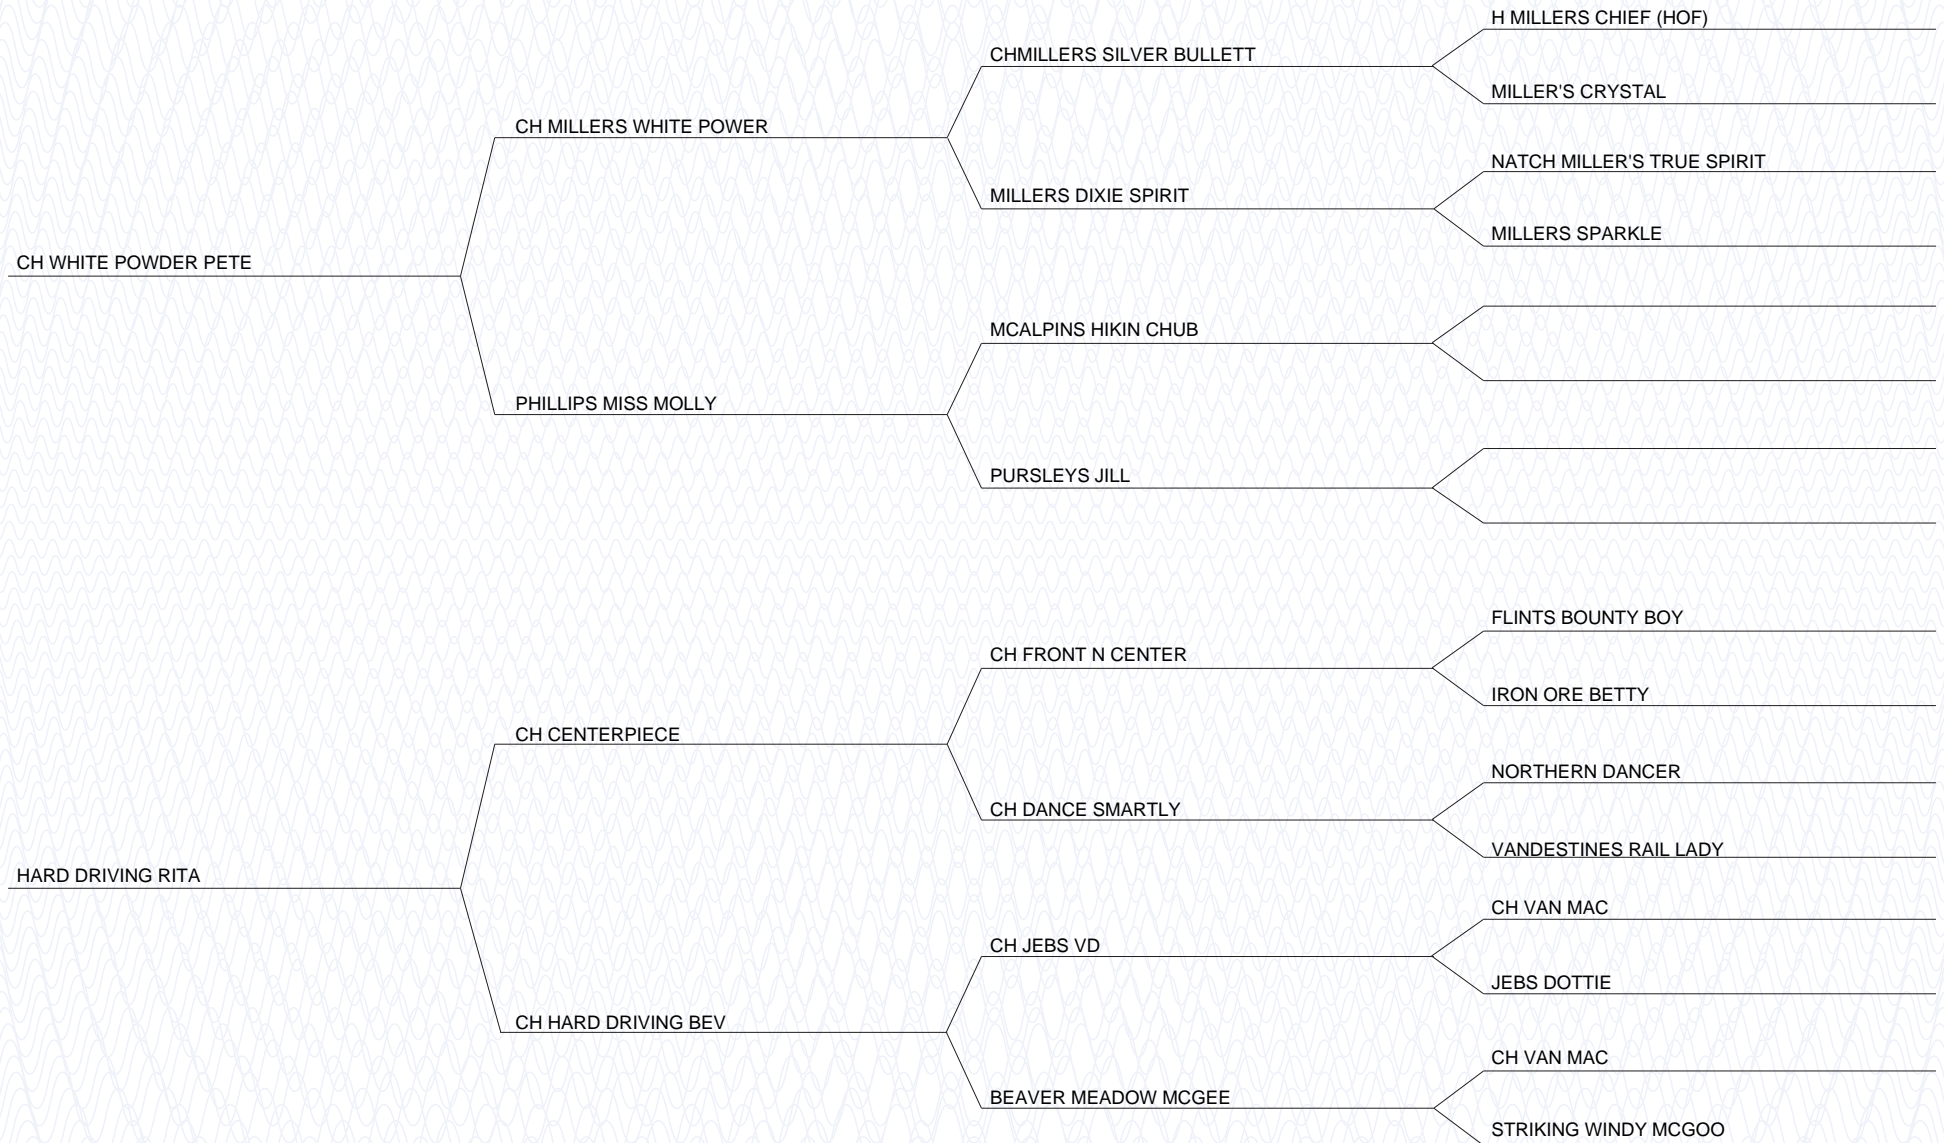 H MILLERS CHIEF (HOF)
CHMILLERS SILVER BULLETT
MILLER'S CRYSTAL
CH MILLERS WHITE POWER
NATCH MILLER'S TRUE SPIRIT
MILLERS DIXIE SPIRIT
MILLERS SPARKLE
CH WHITE POWDER PETE
MCALPINS HIKIN CHUB
PHILLIPS MISS MOLLY
PURSLEYS JILL
FLINTS BOUNTY BOY
CH FRONT N CENTER
IRON ORE BETTY
CH CENTERPIECE
NORTHERN DANCER
CH DANCE SMARTLY
VANDESTINES RAIL LADY
HARD DRIVING RITA
CH VAN MAC
CH JEBS VD
JEBS DOTTIE
CH HARD DRIVING BEV
CH VAN MAC
BEAVER MEADOW MCGEE
STRIKING WINDY MCGOO